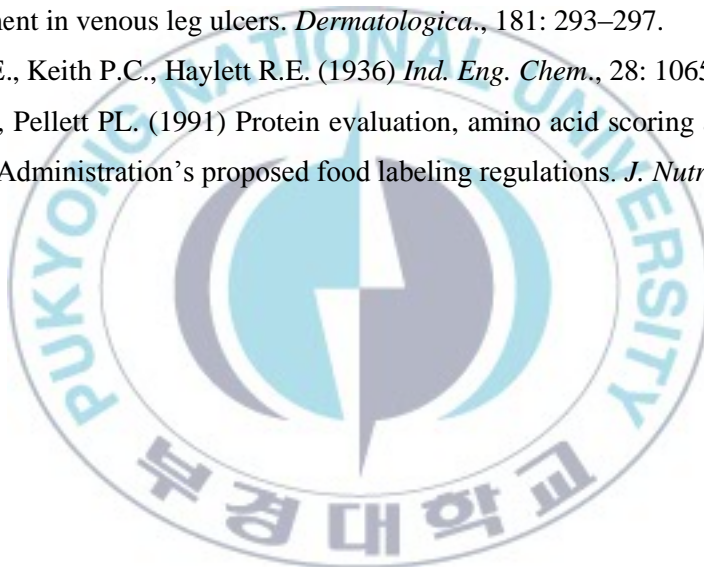 ment in venous leg ulcers. Dermatologica., 181: 293–297.
E., Keith P.C., Haylett R.E. (1936) Ind. Eng. Chem., 28: 1065
, Pellett PL. (1991) Protein evaluation, amino acid scoring
Administration's proposed food labeling regulations. J. Nutr
PUKYONG NATIONAL UNIVERSITY
부경대학교